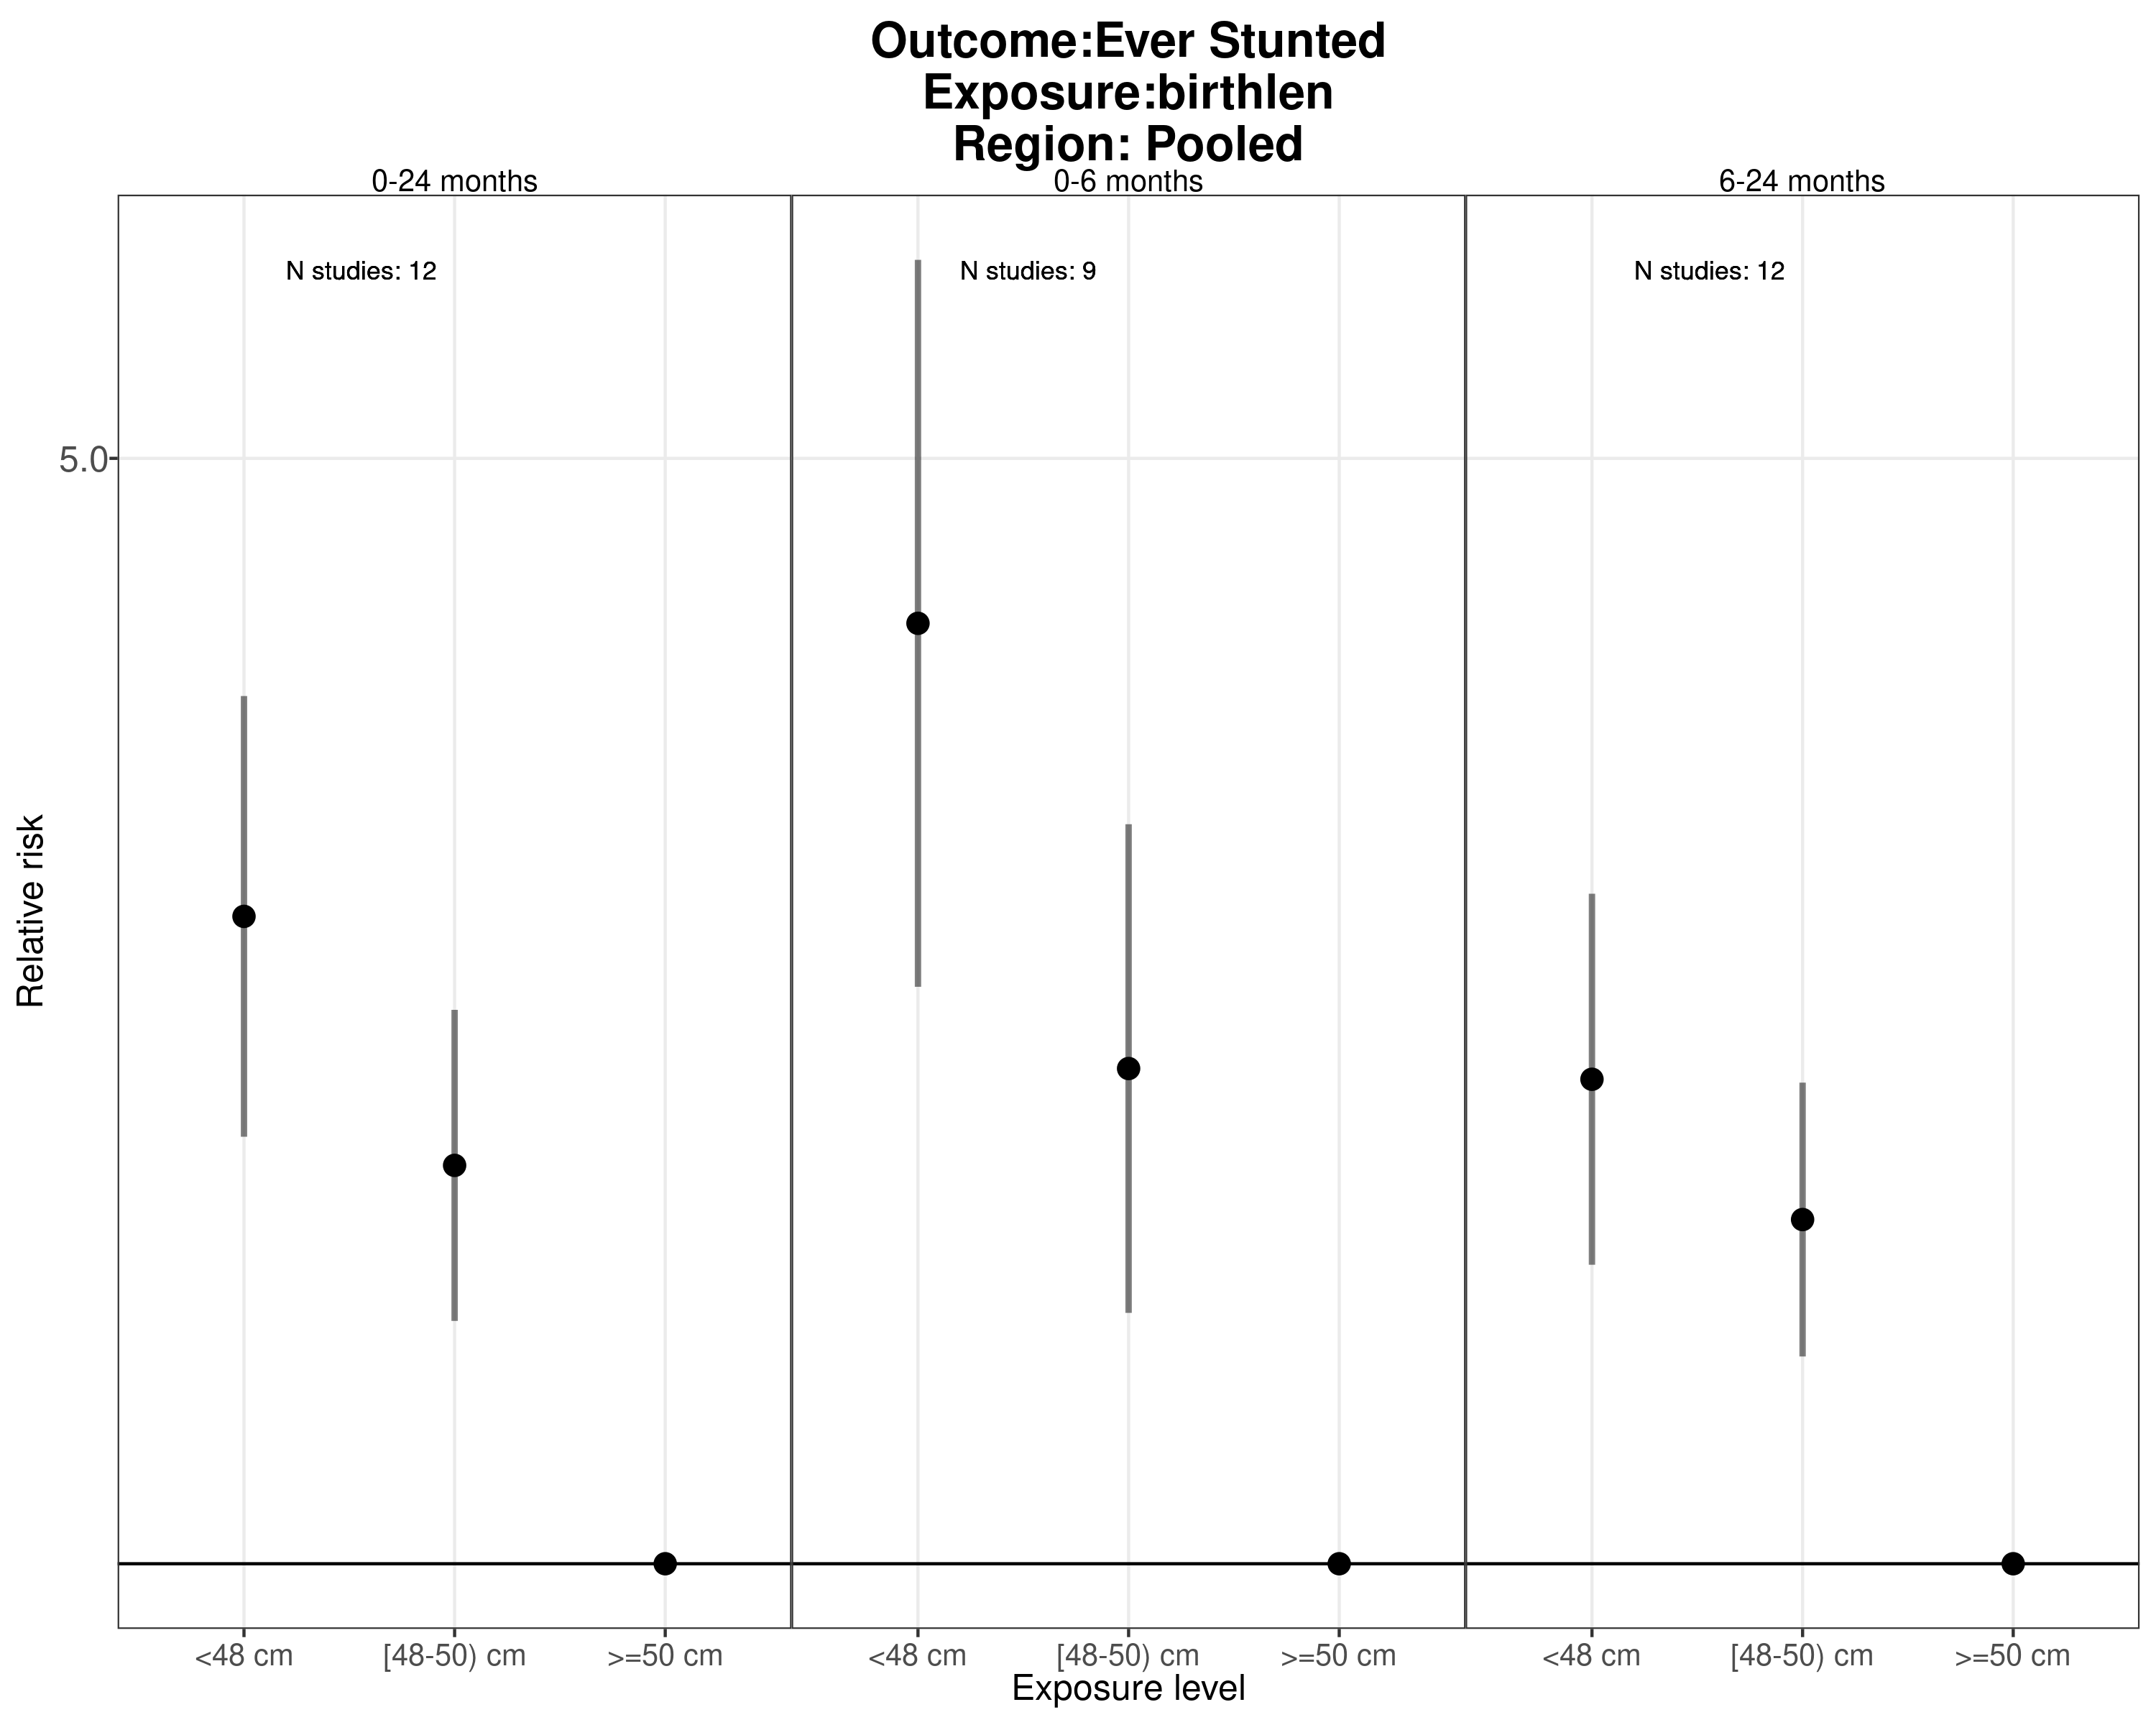 Outcome:Ever Stunted
Exposure:birthlen
Region: Pooled
0-24 months
0-6 months
6-24 months
N studies: 12
N studies: 9
N studies: 12
5.0
Relative risk
<48 cm
[48-50) cm
>=50 cm
<48 cm
[48-50) cm
>=50 cm
<48 cm
[48-50) cm
>=50 cm
Exposure level